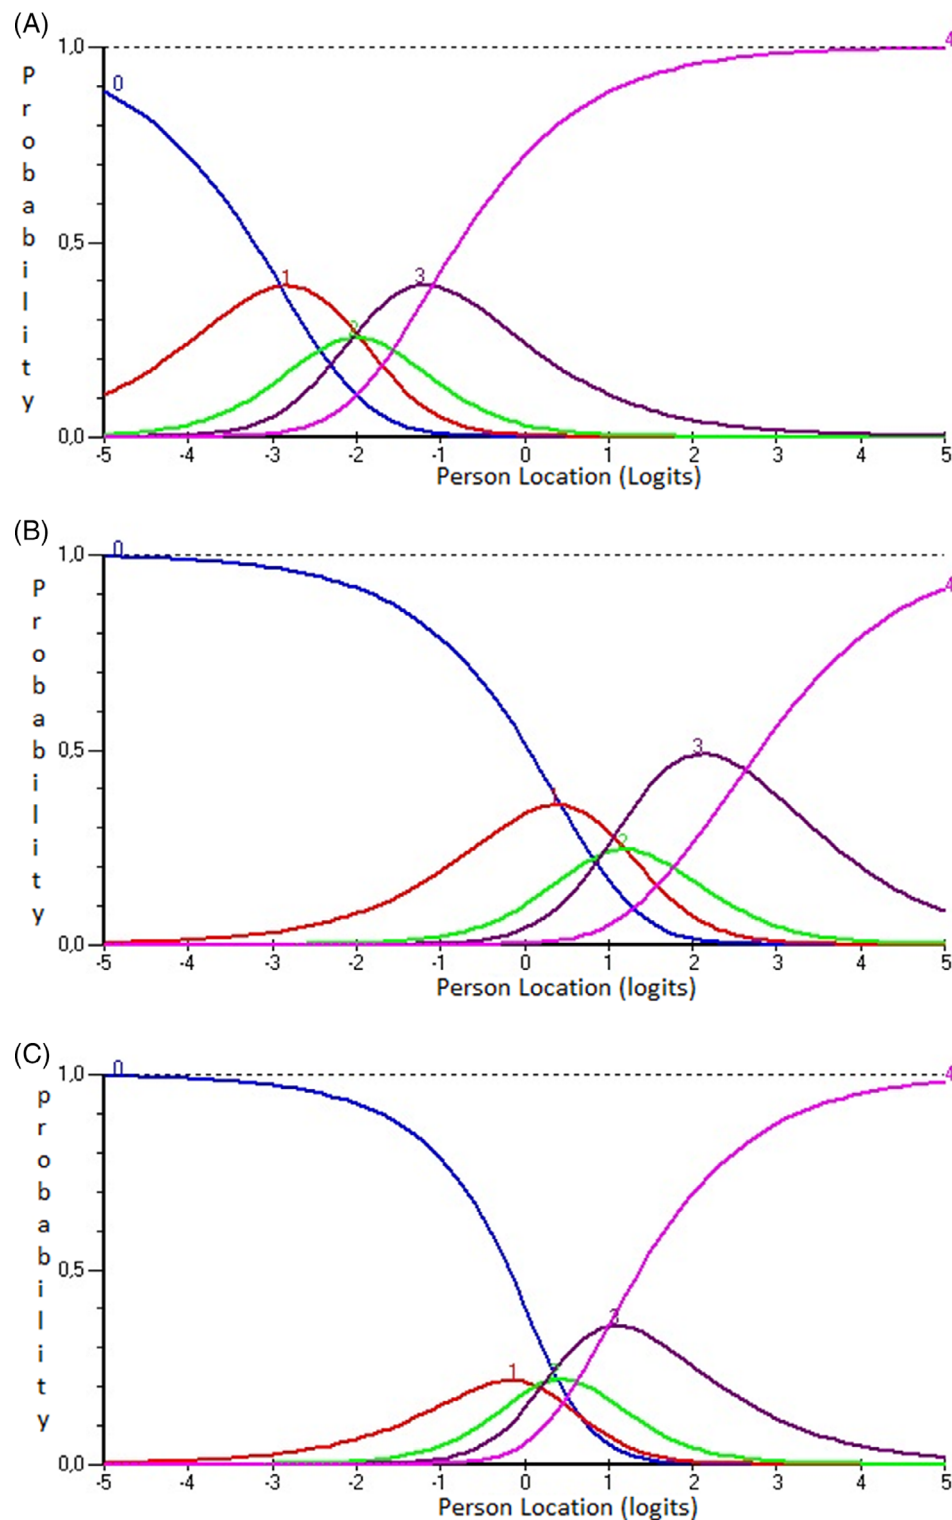 (A)
Probability
1,0
0,5
0,0
0
1
2
3
4
-5 -4 -3 -2 -1 0 1 2 3 4 5
Person Location (Logits)
(B)
Probability
1,0
0,5
0,0
0
1
2
3
4
-5 -4 -3 -2 -1 0 1 2 3 4 5
Person Location (logits)
(C)
probability
1,0
0,5
0,0
0
1
2
3
4
-5 -4 -3 -2 -1 0 1 2 3 4 5
Person Location (logits)